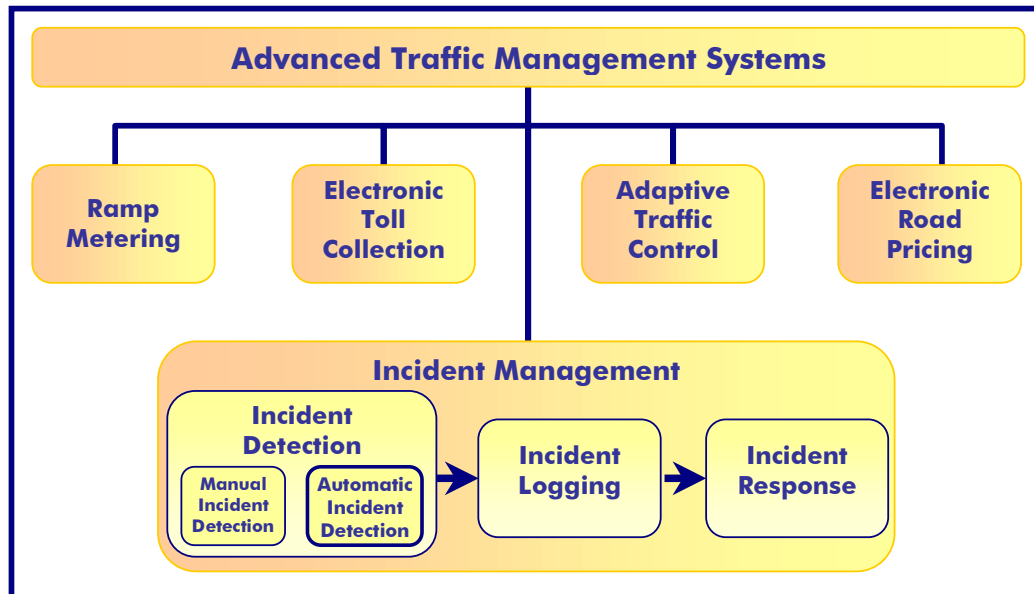 Advanced Traffic Management Systems
Ramp
Metering
Electronic
Toll
Collection
Adaptive
Traffic
Control
Electronic
Road
Pricing
Incident Management
Incident
Detection
Manual
Incident
Detection
Automatic
Incident
Detection
Incident
Logging
Incident
Response